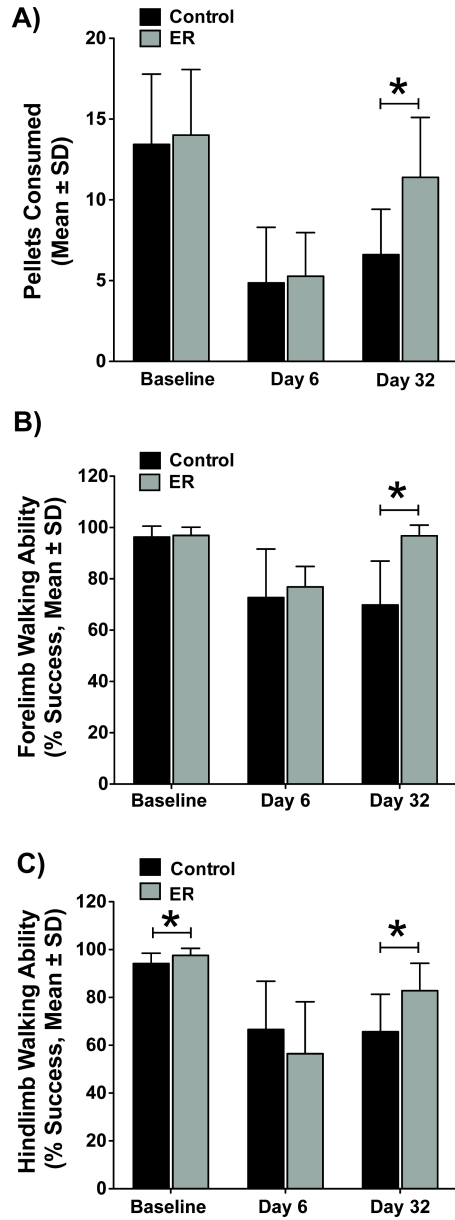 A)
Control
ER
Pellets Consumed
(Mean ± SD)
20
15
10
5
0
*
Baseline
Day 6
Day 32
B)
Control
ER
Forelimb Walking Ability
(% Success, Mean ± SD)
120
100
80
60
40
20
0
*
Baseline
Day 6
Day 32
C)
Control
ER
Hindlimb Walking Ability
(% Success, Mean ± SD)
120
100
80
60
40
20
0
*
*
Baseline
Day 6
Day 32